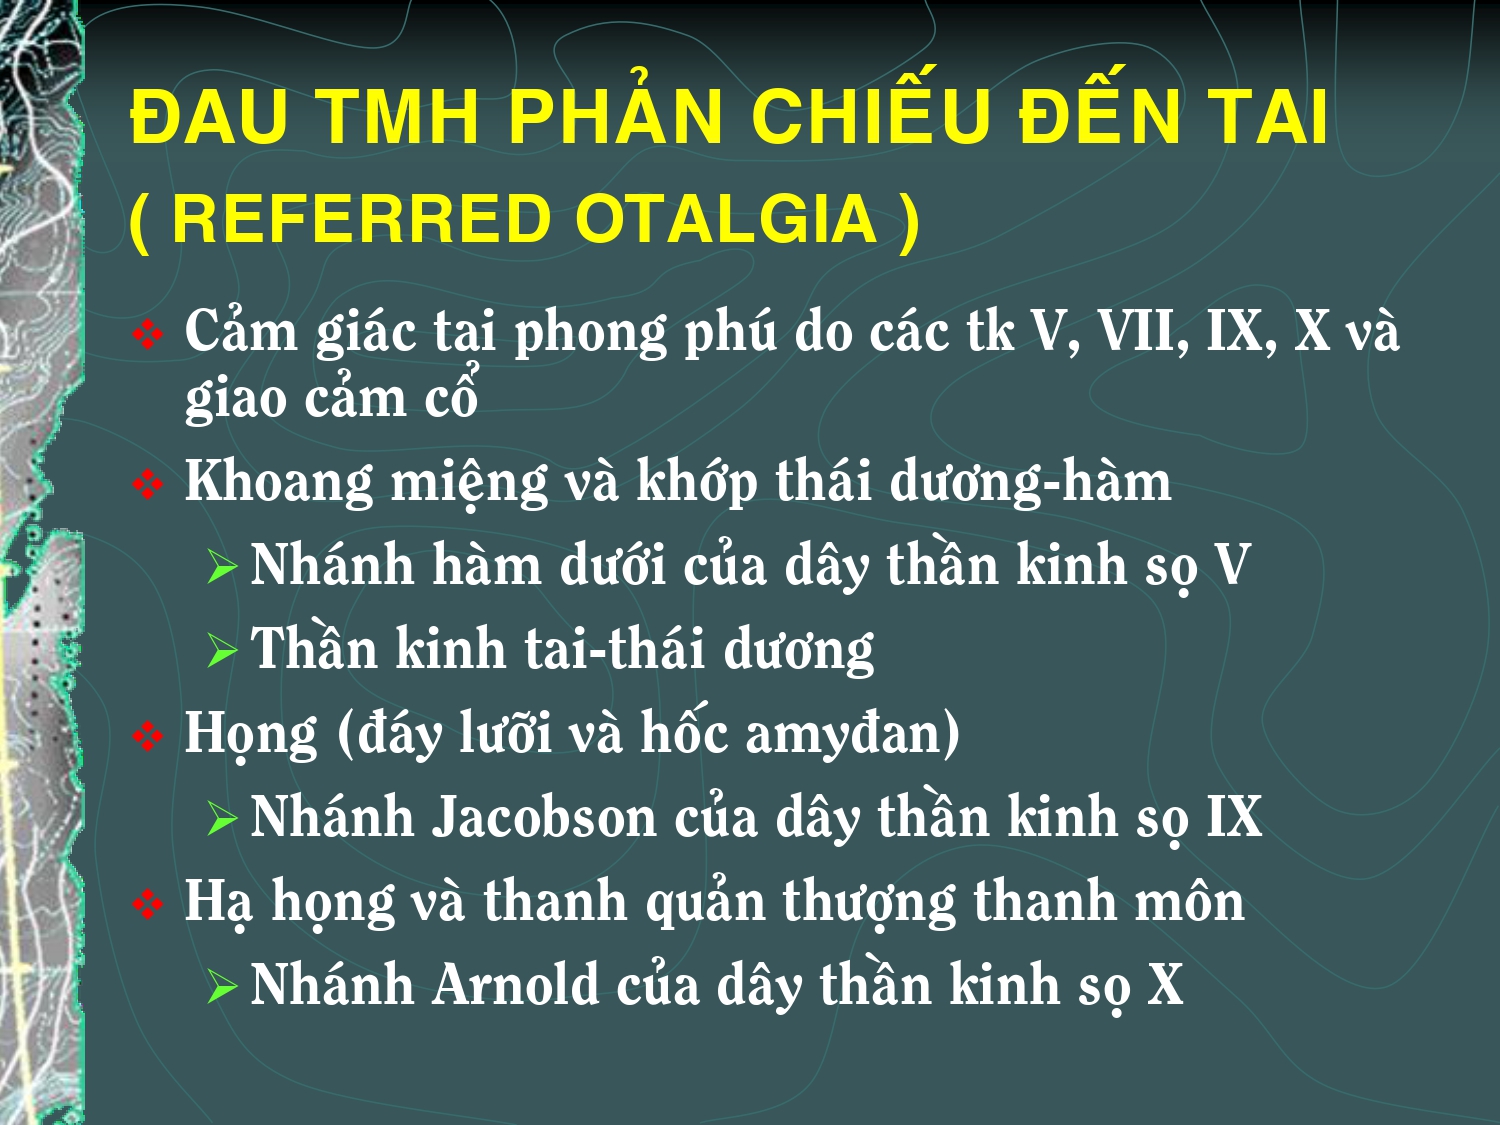 ĐAU TMH PHẢN CHIẾU ĐẾN TAI
( REFERRED OTALGIA )
Cảm giác tai phong phú do các tk V, VII, IX, X và
giao cảm cổ
Khoang miệng và khớp thái dương-hàm
Nhánh hàm dưới của dây thần kinh sọ V
Thần kinh tai-thái dương
Họng (đáy lưỡi và hốc amyđan)
Nhánh Jacobson của dây thần kinh sọ IX
Hạ họng và thanh quản thượng thanh môn
Nhánh Arnold của dây thần kinh sọ X